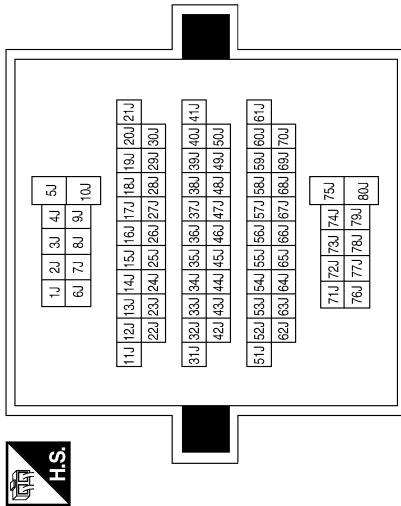 H.S.
1J 2J 3J 4J 5J
6J 7J 8J 9J 10J
11J 12J 13J 14J 15J 16J 17J 18J 19J 20J 21J
22J 23J 24J 25J 26J 27J 28J 29J 30J
31J 32J 33J 34J 35J 36J 37J 38J 39J 40J 41J
42J 43J 44J 45J 46J 47J 48J 49J 50J
51J 52J 53J 54J 55J 56J 57J 58J 59J 60J 61J
62J 63J 64J 65J 66J 67J 68J 69J 70J
71J 72J 73J 74J 75J
76J 77J 78J 79J 80J